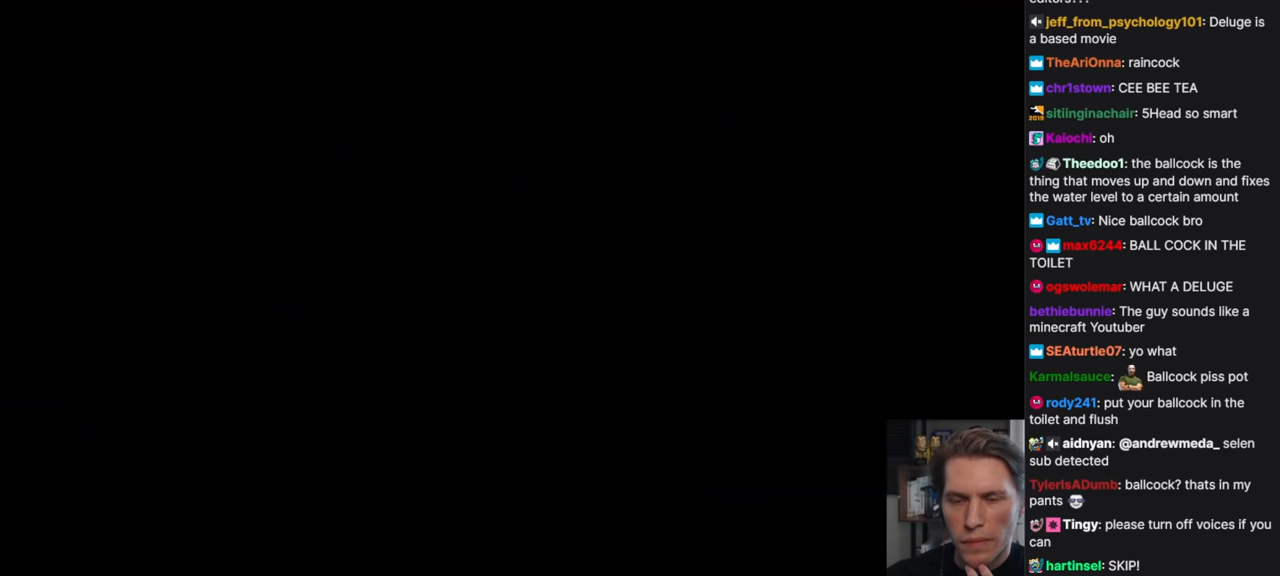 jeff_from_psychology101: Deluge is
a based movie
TheAriOnna: raincock
chr1stown: CEE BEE TEA
sitiinginachair: 5Head so smart
Kaiochi: oh
Theedoo1: the ballcock is the
thing that moves up and down and fixes
the water level to a certain amount
Gatt_tv: Nice ballcock bro
max6244: BALL COCK IN THE
TOILET
ogswolemar: WHAT A DELUGE
bethiebunnie: The guy sounds like a
minecraft Youtuber
SEAturtle07: yo what
Karmalsauce: Ballcock piss pot
rody241: put your ballcock in the
toilet and flush
aidnyan: @andrewmeda_ selen
sub detected
TylerIsADumb: ballcock? thats in my
pants
Tingy: please turn off voices if you
can
hartinsel: SKIP!